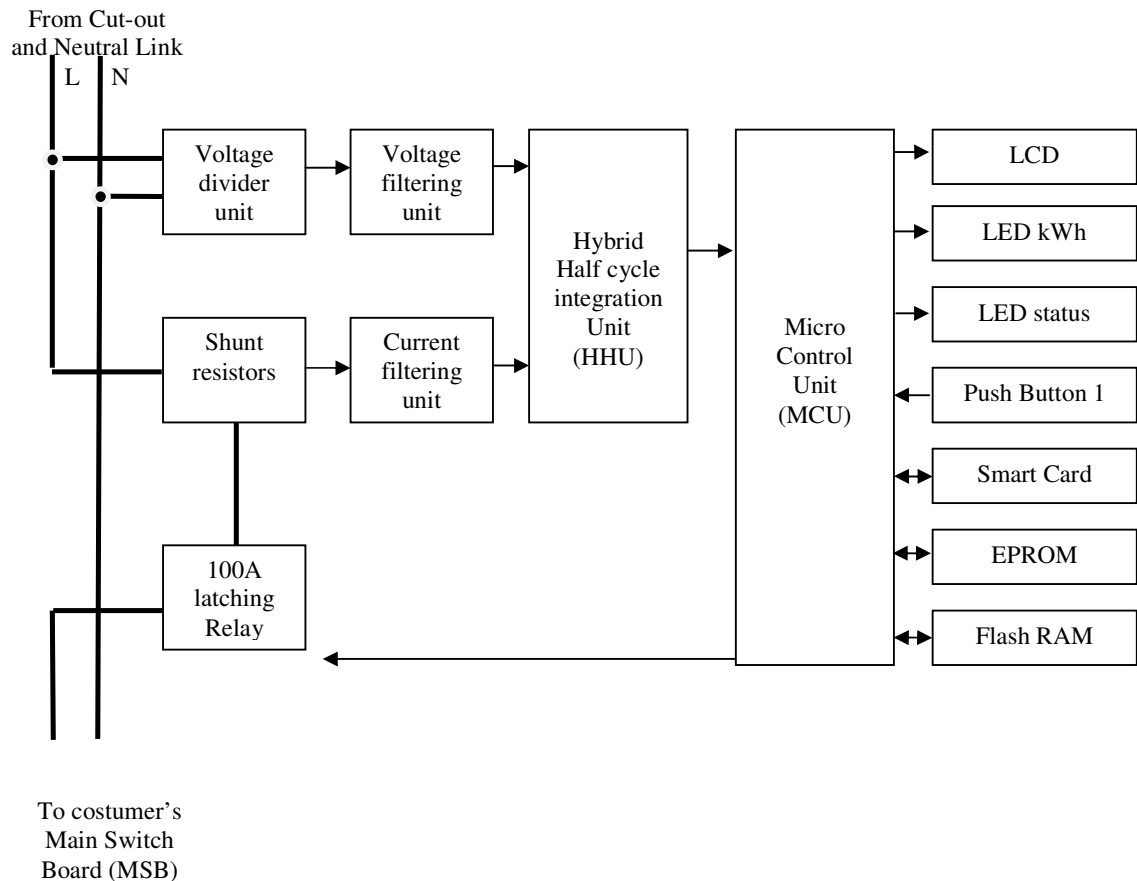 From Cut-out
and Neutral Link
L N
Voltage
divider
unit
Voltage
filtering
unit
Hybrid
Half cycle
integration
Unit
(HHU)
Micro
Control
Unit
(MCU)
LCD
LED kWh
LED status
Push Button 1
Smart Card
EPROM
Flash RAM
Shunt
resistors
Current
filtering
unit
100A
latching
Relay
To costumer's
Main Switch
Board (MSB)